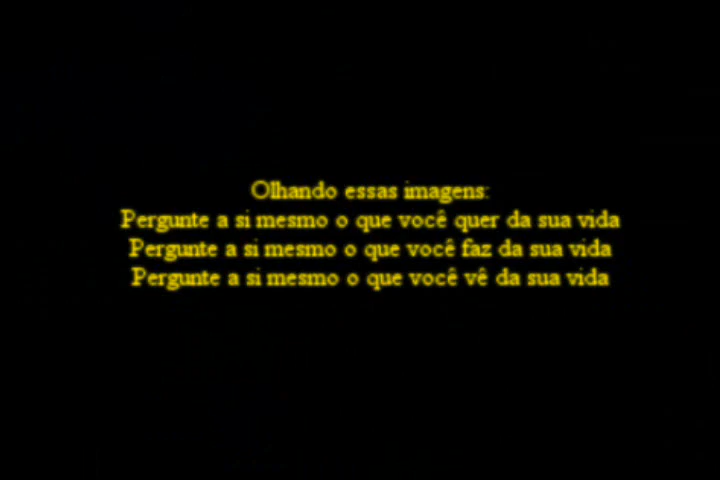 Olhando essas imagens:
Pergunte a si mesmo o que você quer da sua vida
Pergunte a si mesmo o que você faz da sua vida
Pergunte a si mesmo o que você vê da sua vida